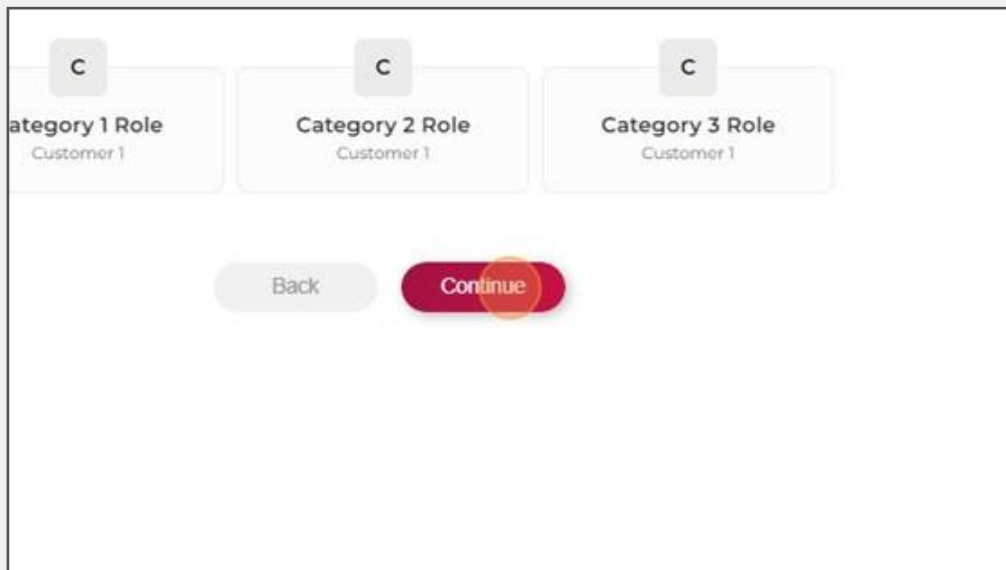 C C C
ategory 1 Role Category 2 Role Category 3 Role
Customer 1 Customer 1 Customer 1
Back Continue